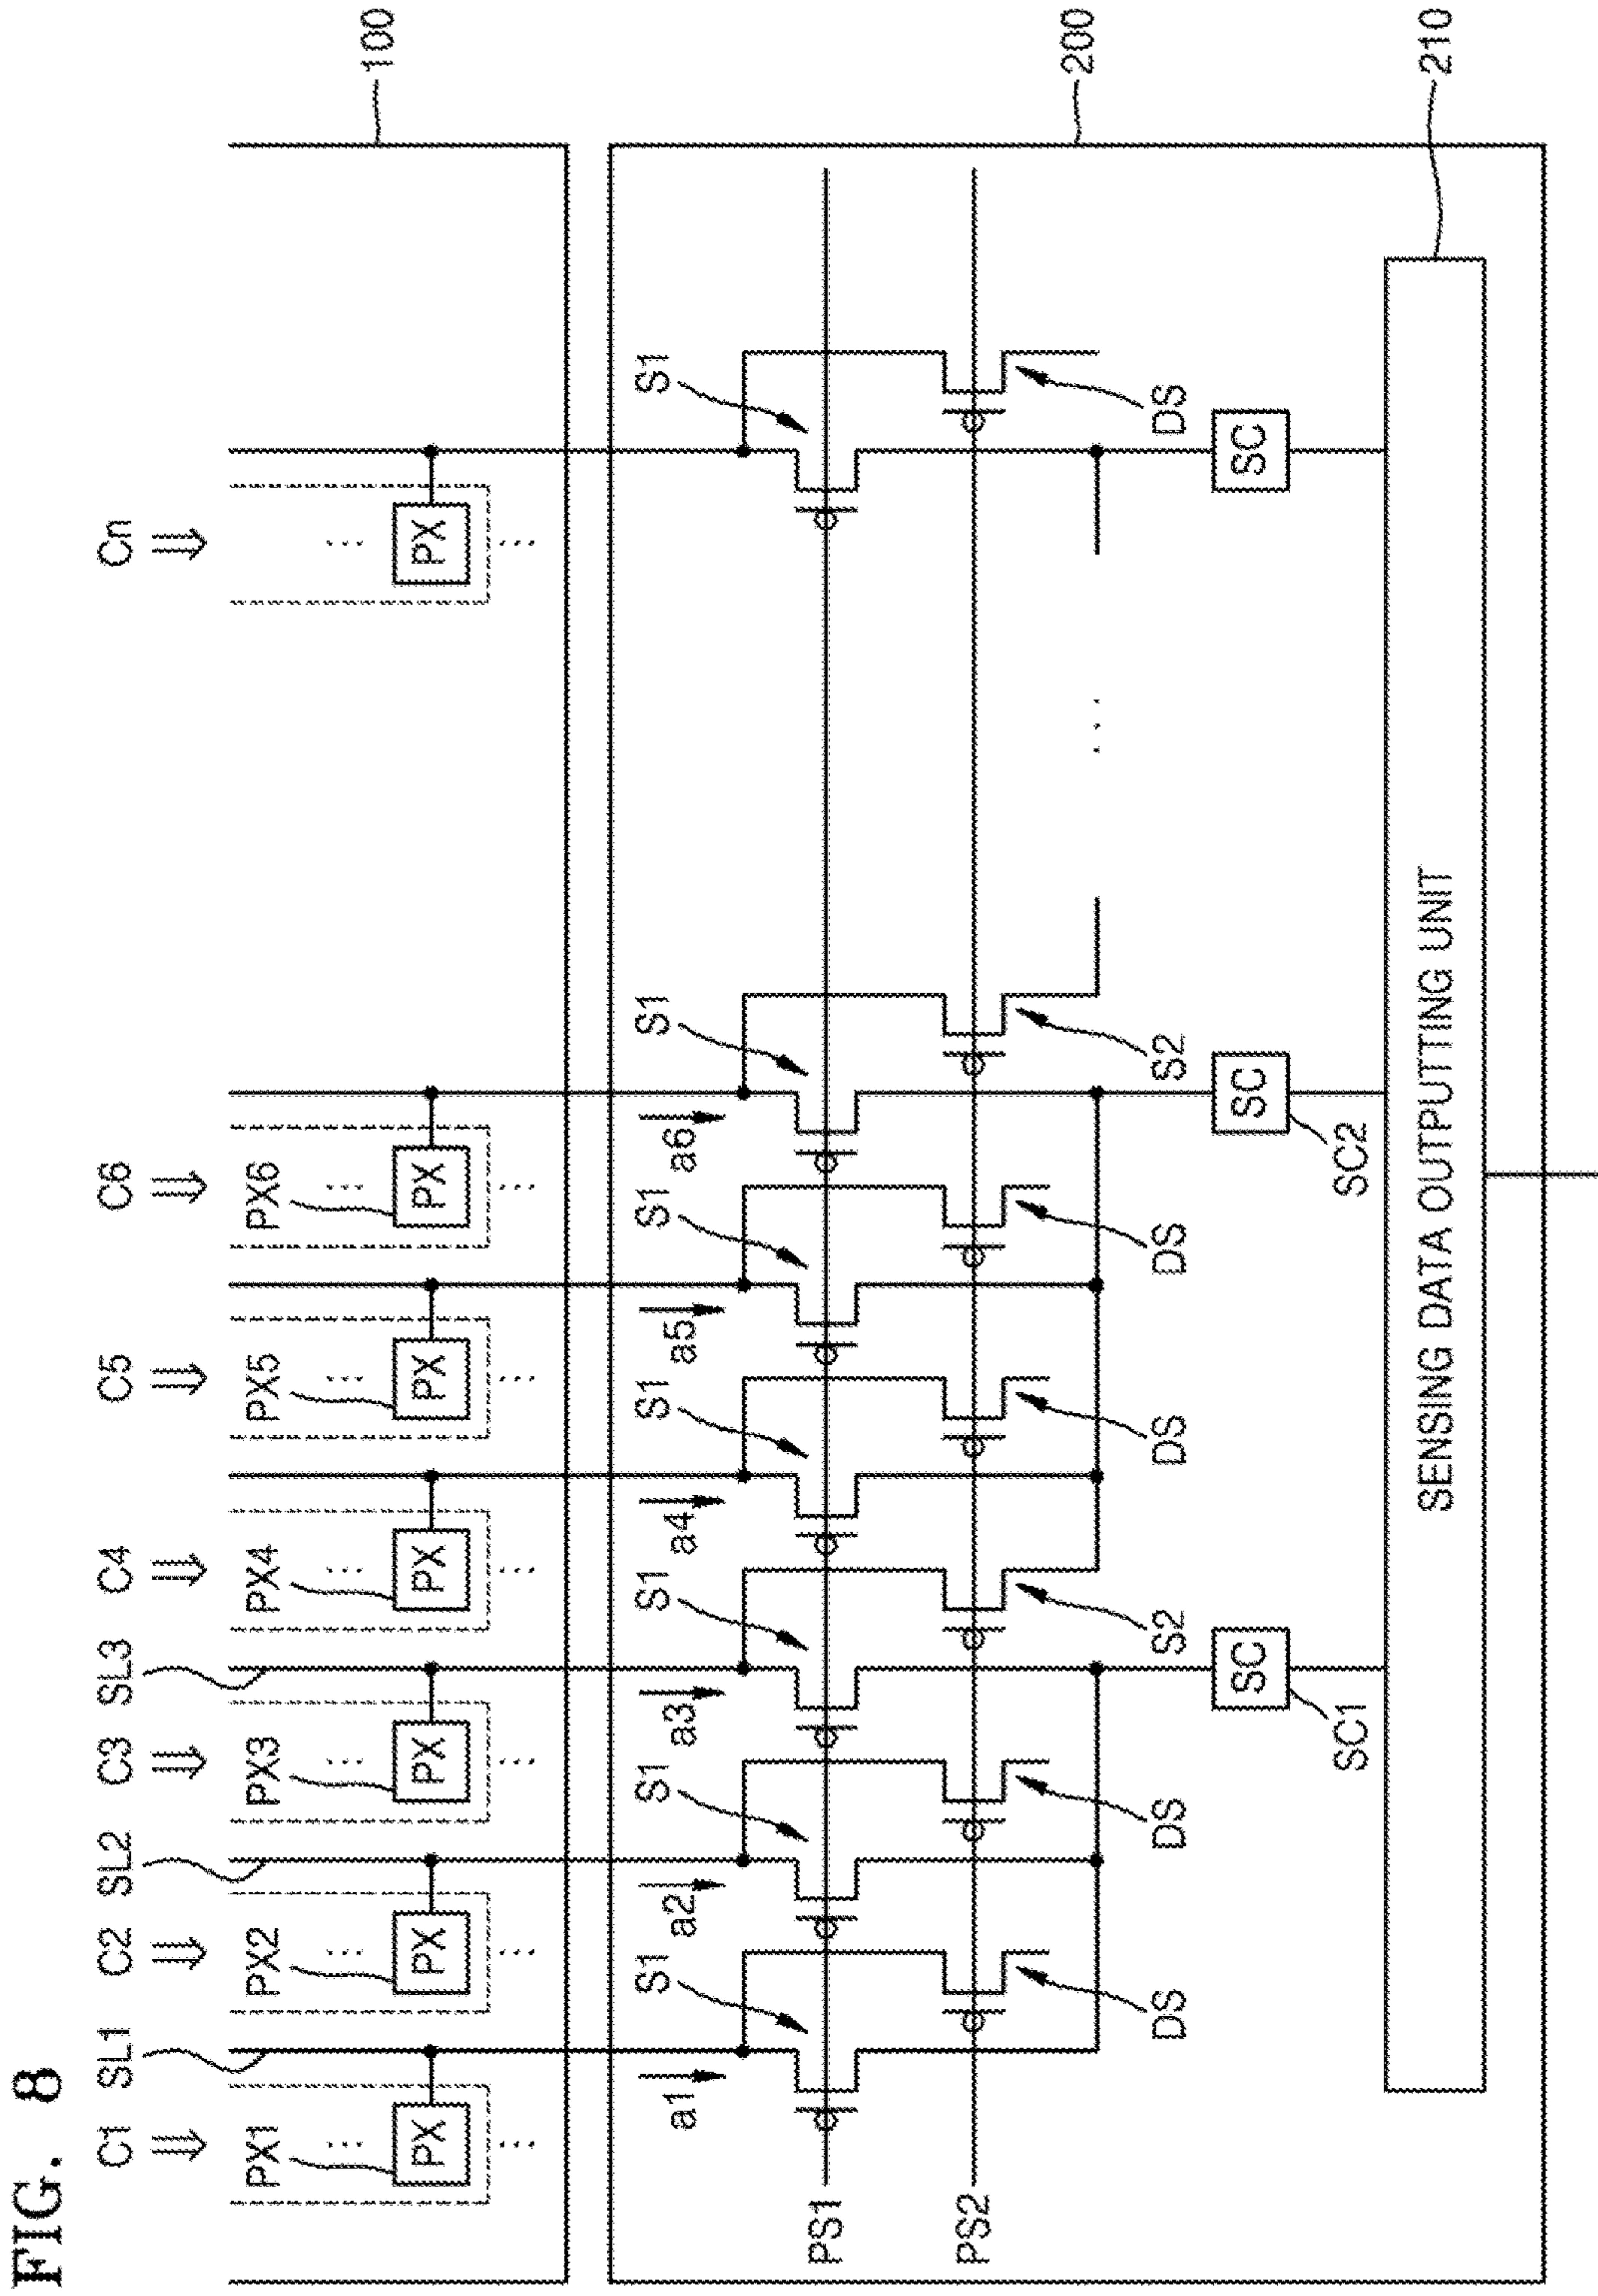 FIG. 8
C1 SL1 C2 SL2 C3 SL3 C4 C5 C6 Cn
PX1 PX2 PX3 PX4 PX5 PX6
PX PX PX PX PX PX PX
100
S1 S1 S1 S1 S1 S1 S1
a1 a2 a3 a4 a5 a6
PS1
PS2
200
DS DS S2 DS DS S2 DS
SC SC SC
SC1 SC2
SENSING DATA OUTPUTTING UNIT
210